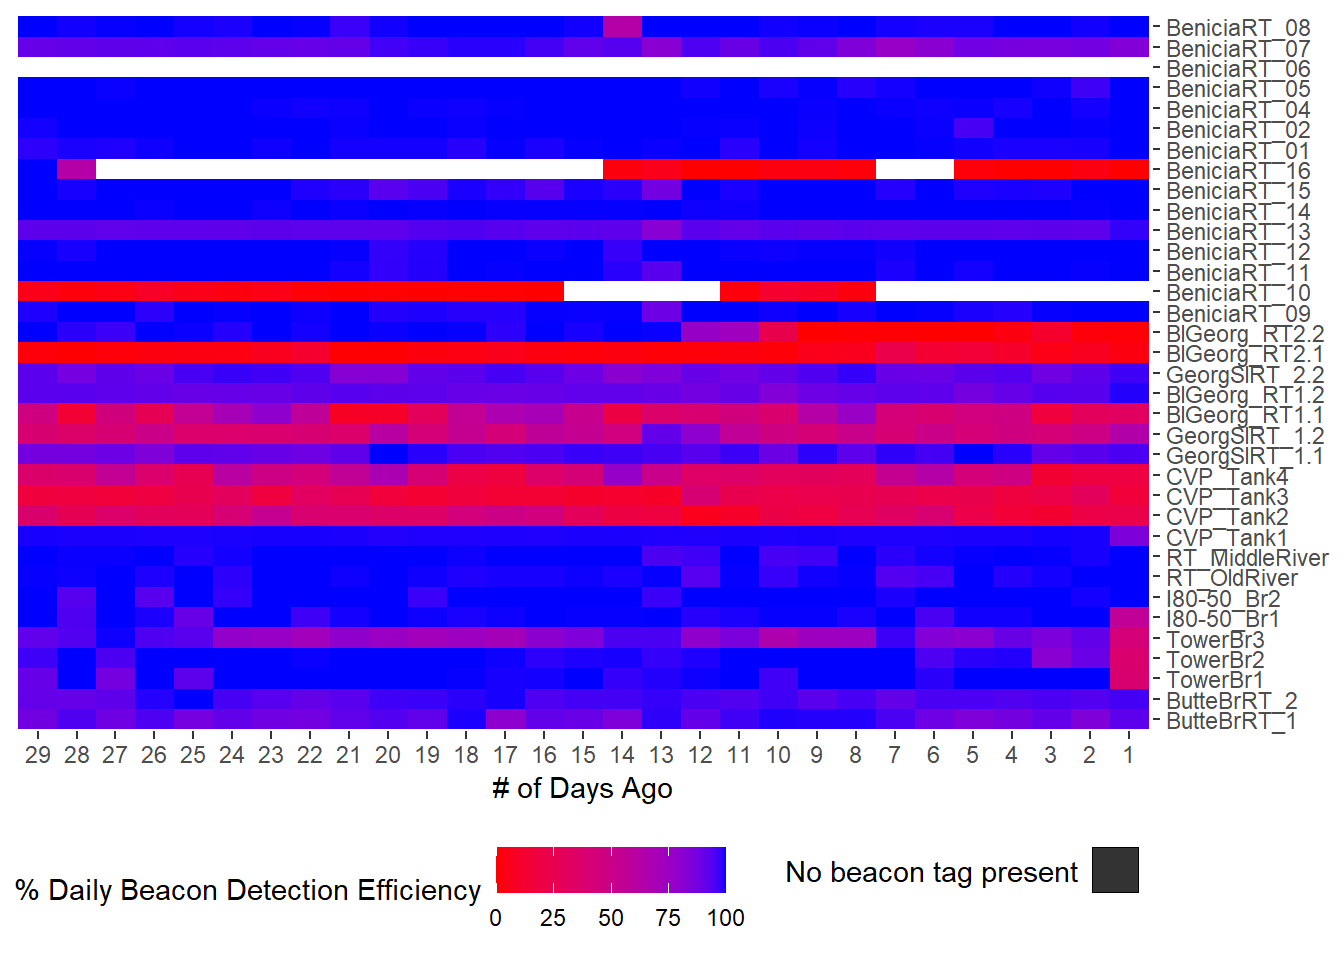 BeniciaRT_08
BeniciaRT_07
BeniciaRT_06
BeniciaRT_05
BeniciaRT_04
BeniciaRT_02
BeniciaRT_01
BeniciaRT_16
BeniciaRT_15
BeniciaRT_14
BeniciaRT_13
BeniciaRT_12
BeniciaRT_11
BeniciaRT_10
BeniciaRT_09
BlGeorg_RT2.2
BlGeorg_RT2.1
GeorgSlRT_2.2
BlGeorg_RT1.2
BlGeorg_RT1.1
GeorgSlRT_1.2
GeorgSlRT_1.1
CVP_Tank4
CVP_Tank3
CVP_Tank2
CVP_Tank1
RT_MiddleRiver
RT_OldRiver
I80-50_Br2
I80-50_Br1
TowerBr3
TowerBr2
TowerBr1
ButteBrRT_2
ButteBrRT_1
29 28 27 26 25 24 23 22 21 20 19 18 17 16 15 14 13 12 11 10 9 8 7 6 5 4 3 2 1
# of Days Ago
% Daily Beacon Detection Efficiency
0 25 50 75 100
No beacon tag present